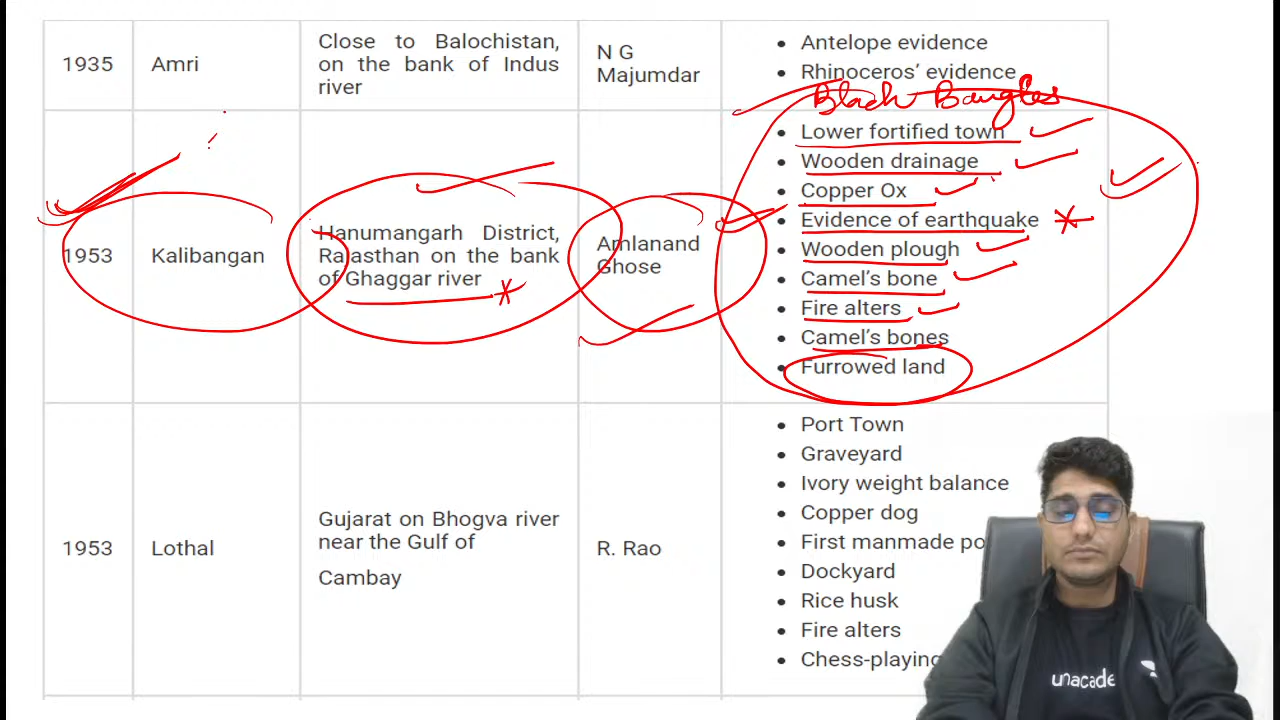 1935
Amri
Close to Balochistan,
on the bank of Indus
river
N G
Majumdar
Antelope evidence
Rhinoceros' evidence
Black Bangles
1953
Kalibangan
Hanumangarh District,
Rajasthan on the bank
of Ghaggar river
Amlanand
Ghose
Lower fortified town
Wooden drainage
Copper Ox
Evidence of earthquake
Wooden plough
Camel's bone
Fire alters
Camel's bones
Furrowed land
1953
Lothal
Gujarat on Bhogva river
near the Gulf of
Cambay
R. Rao
Port Town
Graveyard
Ivory weight balance
Copper dog
First manmade po
Dockyard
Rice husk
Fire alters
Chess-playing
unacade